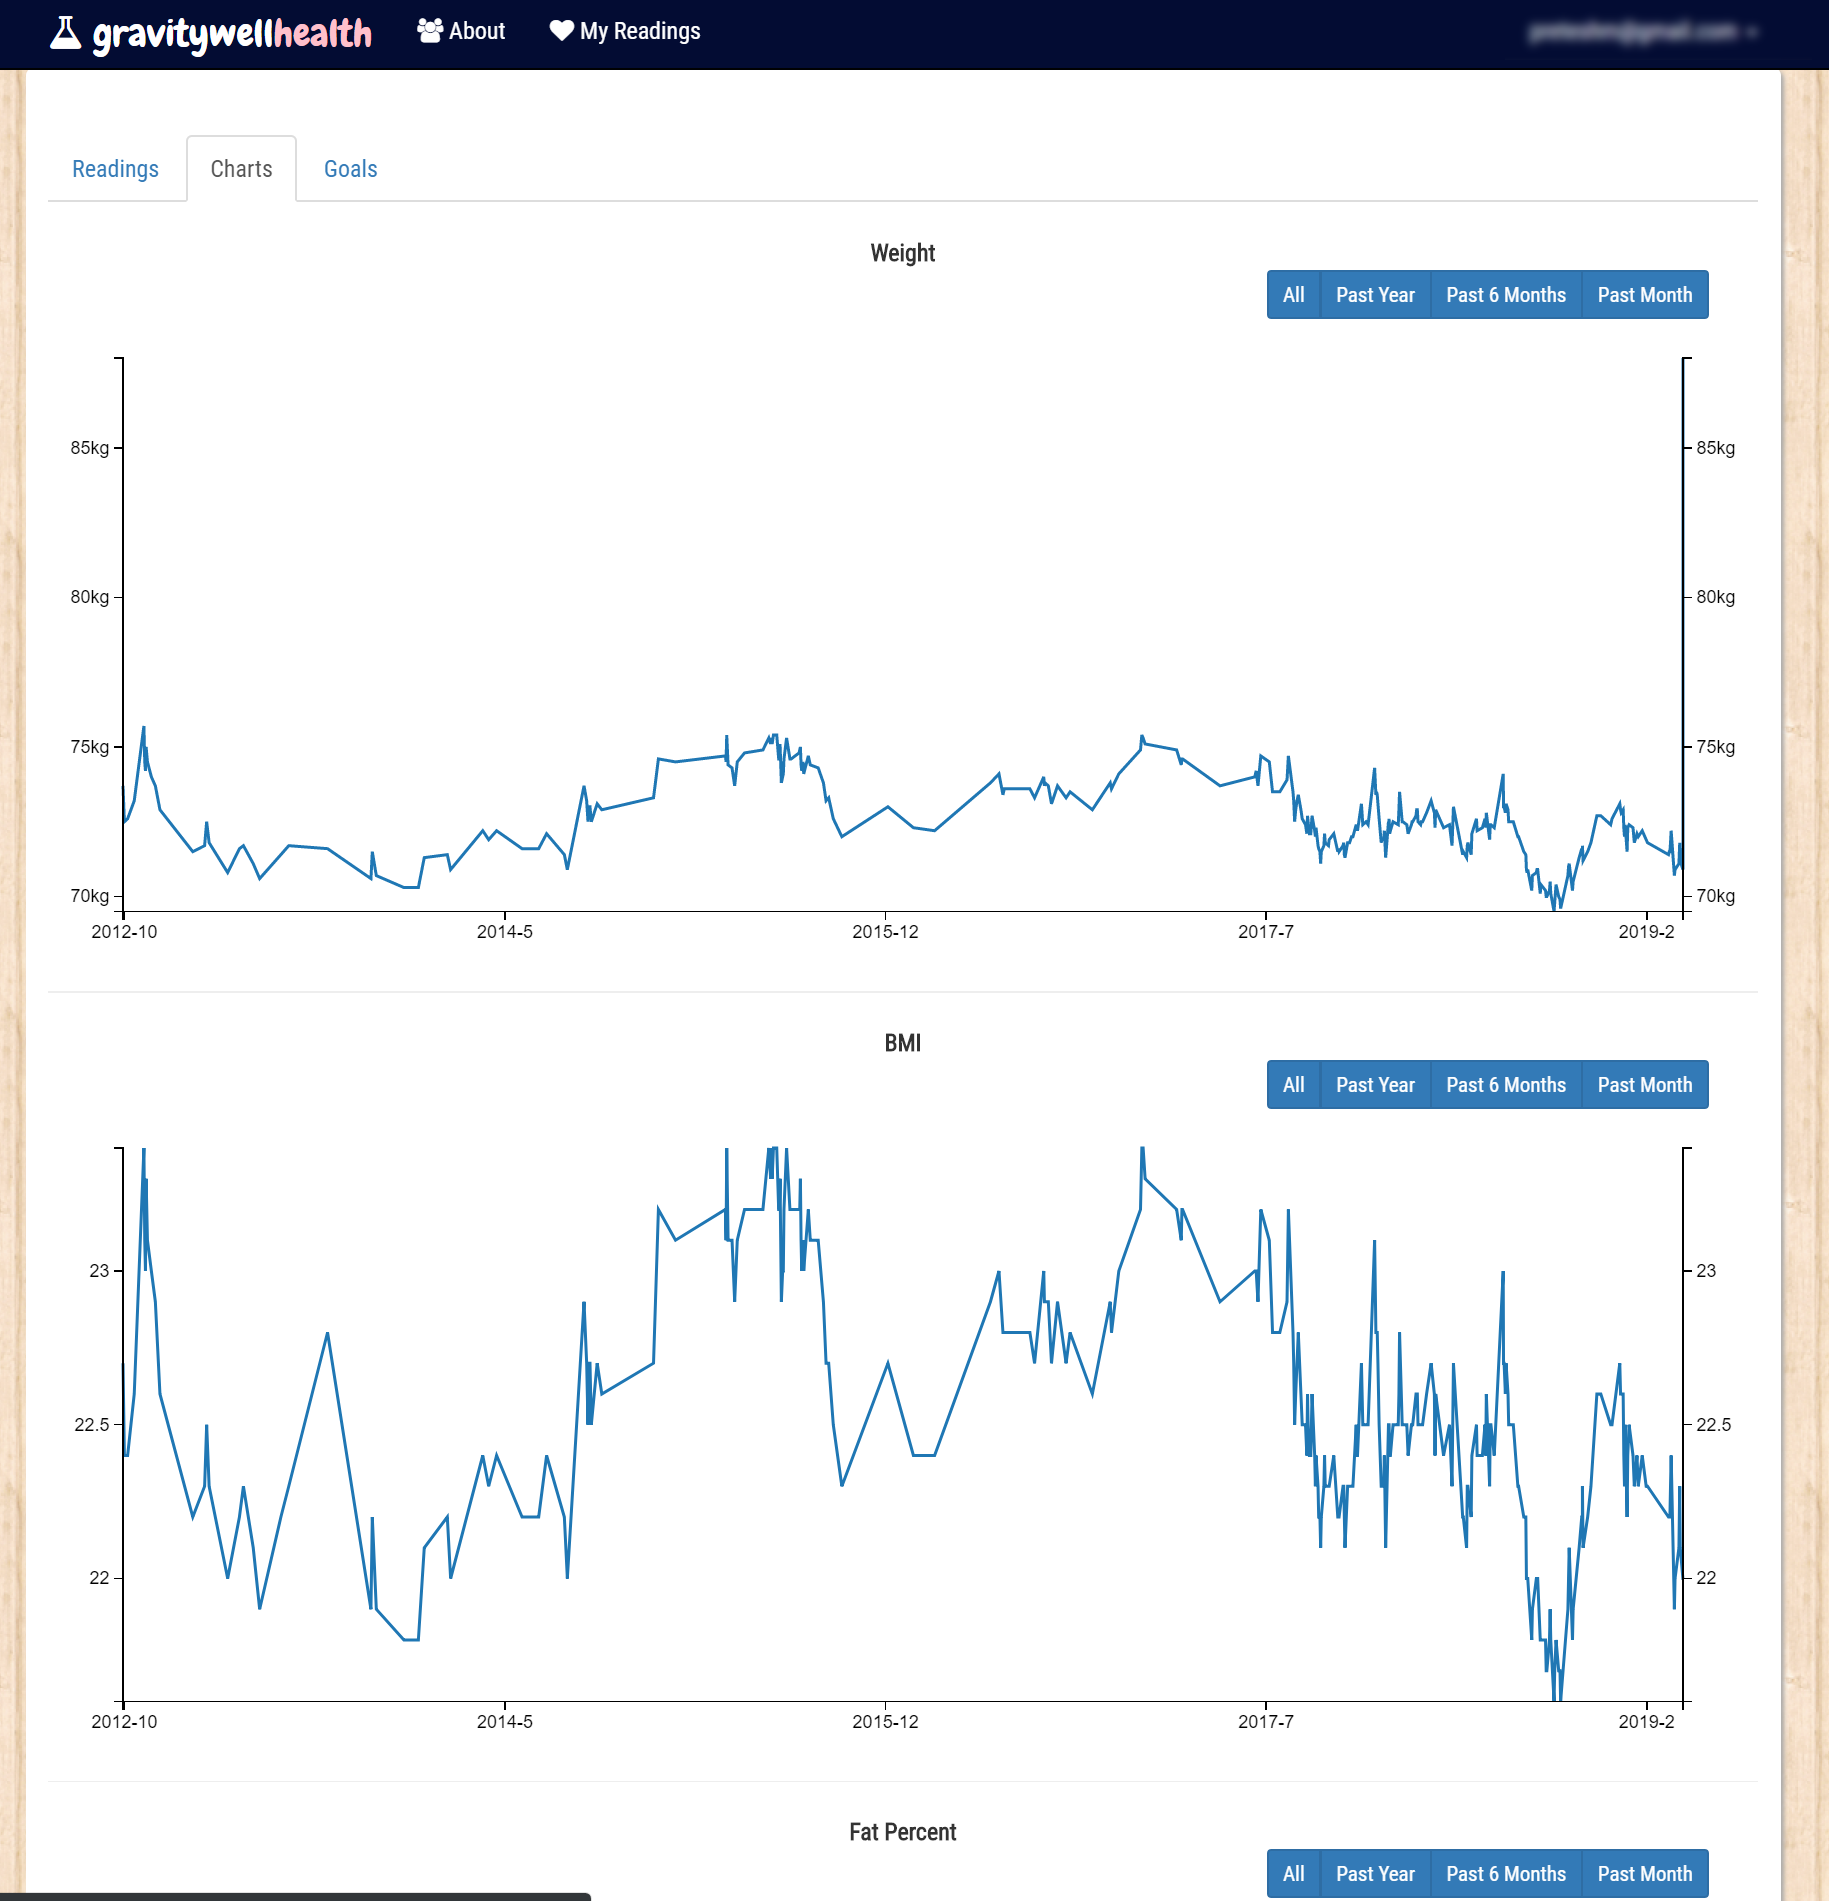 gravitywellhealth About My Readings
Readings Charts Goals
Weight
All Past Year Past 6 Months Past Month
85kg 85kg
80kg 80kg
75kg 75kg
70kg 70kg
2012-10 2014-5 2015-12 2017-7 2019-2
BMI
All Past Year Past 6 Months Past Month
23 23
22.5 22.5
22 22
2012-10 2014-5 2015-12 2017-7 2019-2
Fat Percent
All Past Year Past 6 Months Past Month